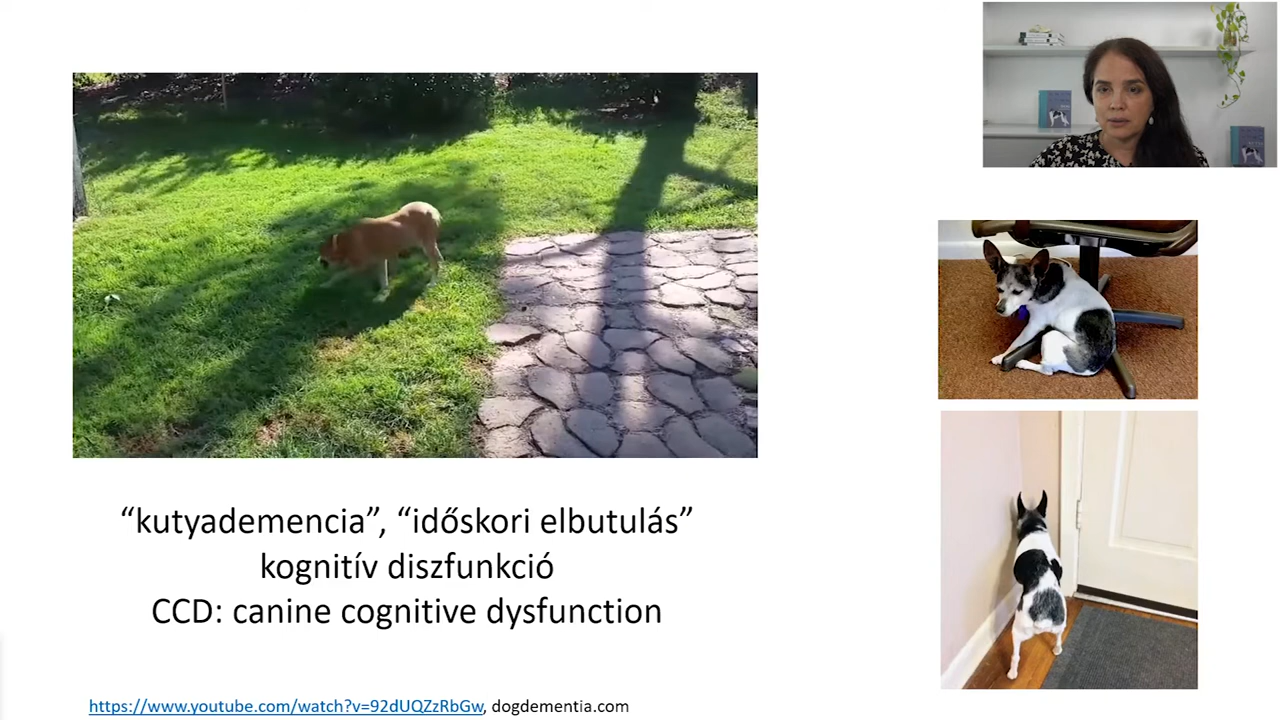 “kutyademencia”, “időskori elbutulás”
kognitív diszfunkció
CCD: canine cognitive dysfunction
https://www.youtube.com/watch?v=92dUQZzRbGw, dogdementia.com